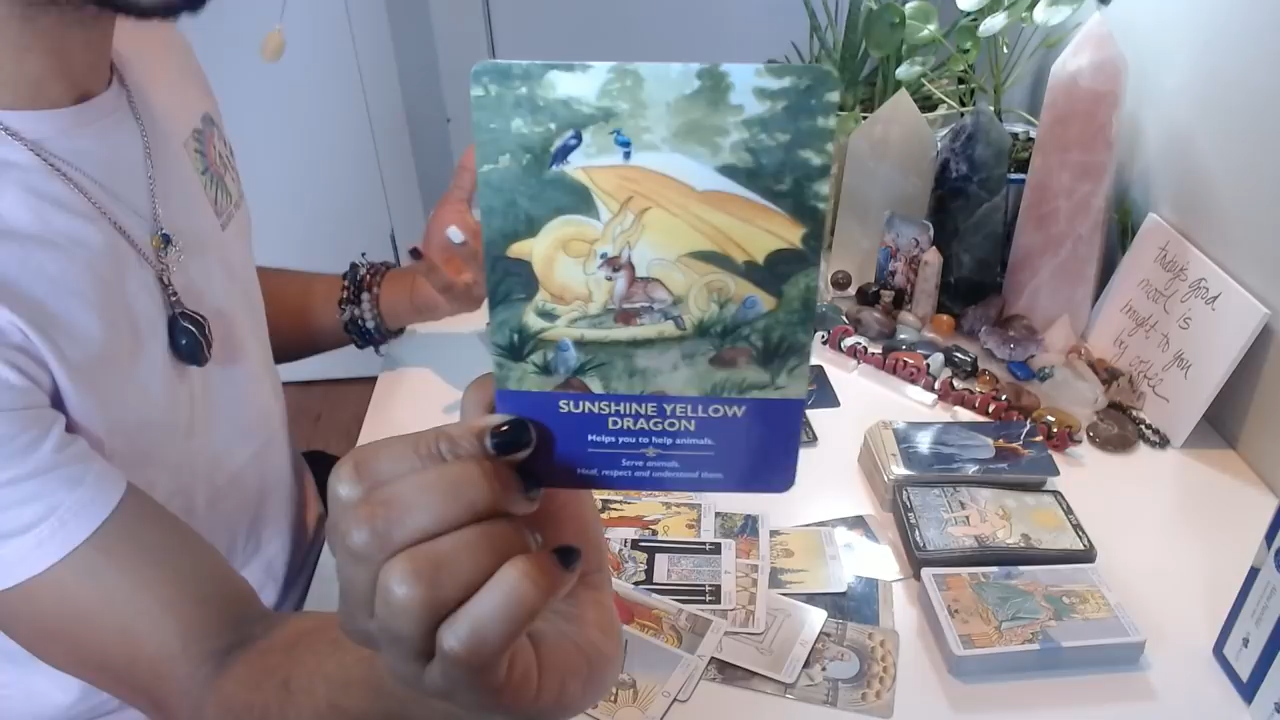 SUNSHINE YELLOW
DRAGON
Helps you to help animals.
Serve animals.
Heal, respect and understand them.
today's good
mood is
brought to you
by coffee